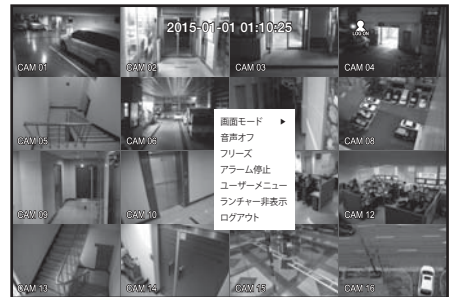 2015-01-01 01:10:25
LOG ON
CAM 01
CAM 02
CAM 03
CAM 04
画面モード ▶
音声オフ
フリーズ
アラーム停止
ユーザーメニュー
ランチャー非表示
ログアウト
CAM 05
CAM 06
CAM 08
CAM 09
CAM 10
CAM 12
CAM 13
CAM 14
CAM 15
CAM 16